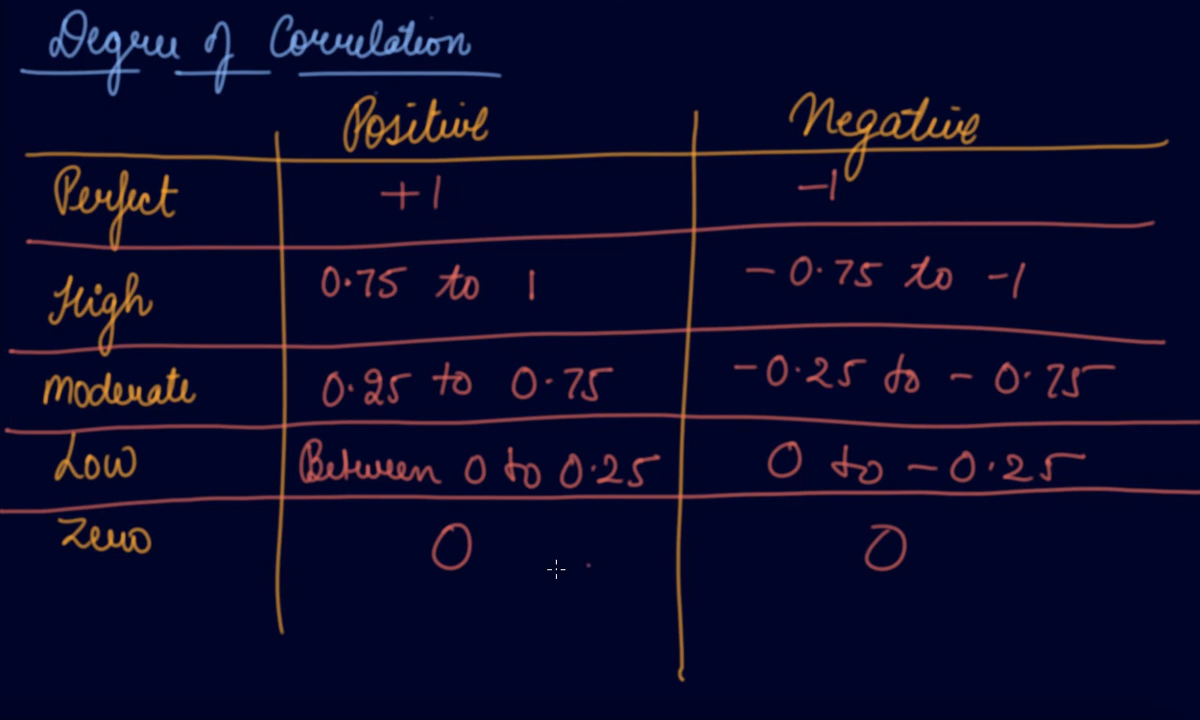 Degree of Correlation
Positive Negative
Perfect +1 -1
High 0.75 to 1 -0.75 to -1
Moderate 0.25 to 0.75 -0.25 to -0.75
Low Between 0 to 0.25 0 to -0.25
Zero 0 0